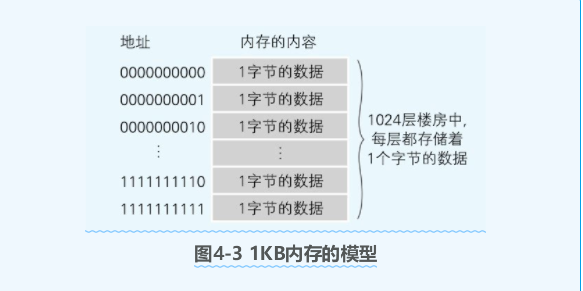 地址 内存的内容
0000000000 1字节的数据
0000000001 1字节的数据
0000000010 1字节的数据
⋮ ⋮
1111111110 1字节的数据
1111111111 1字节的数据
1024层楼房中,
每层都存储着
1个字节的数据
图4-3 1KB内存的模型